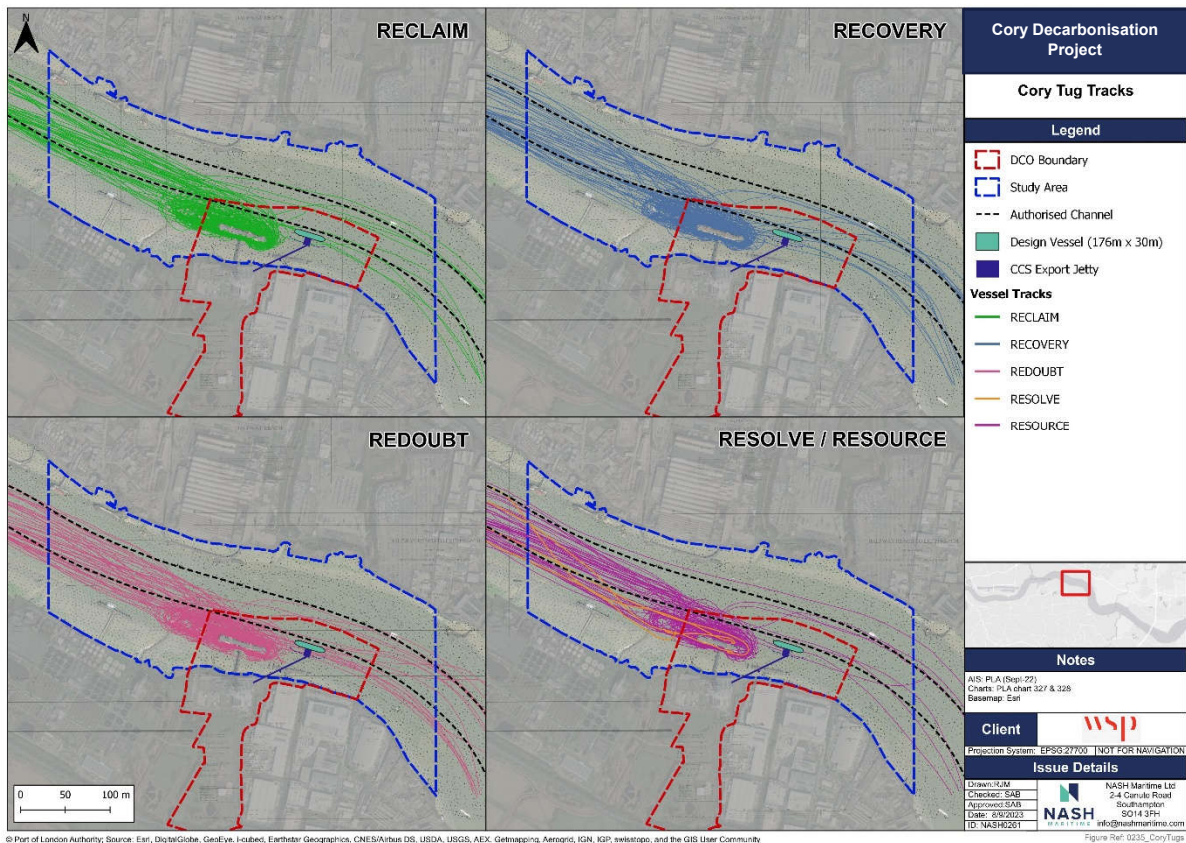 N
RECLAIM
RECOVERY
REDOUBT
RESOLVE / RESOURCE
0 50 100 m
Cory Decarbonisation
Project
Cory Tug Tracks
Legend
DCO Boundary
Study Area
Authorised Channel
Design Vessel (176m x 30m)
CCS Export Jetty
Vessel Tracks
RECLAIM
RECOVERY
REDOUBT
RESOLVE
RESOURCE
Notes
AIS: PLA (Sept-22)
Charts: PLA chart 327 & 328
Basemap: Esri
Client
wsp
Projection System: EPSG:27700 NOT FOR NAVIGATION
Issue Details
Drawn:RJM
Checked: SAB
Approved:SAB
Date: 8/9/2023
ID: NASH0261
NASH
MARITIME
NASH Maritime Ltd
2-4 Canute Road
Southampton
SO14 3FH
info@nashmaritime.com
© Port of London Authority; Source: Esri, DigitalGlobe, GeoEye, i-cubed, Earthstar Geographics, CNES/Airbus DS, USDA, USGS, AEX, Getmapping, Aerogrid, IGN, IGP, swisstopo, and the GIS User Community
Figure Ref: 0235_CoryTugs